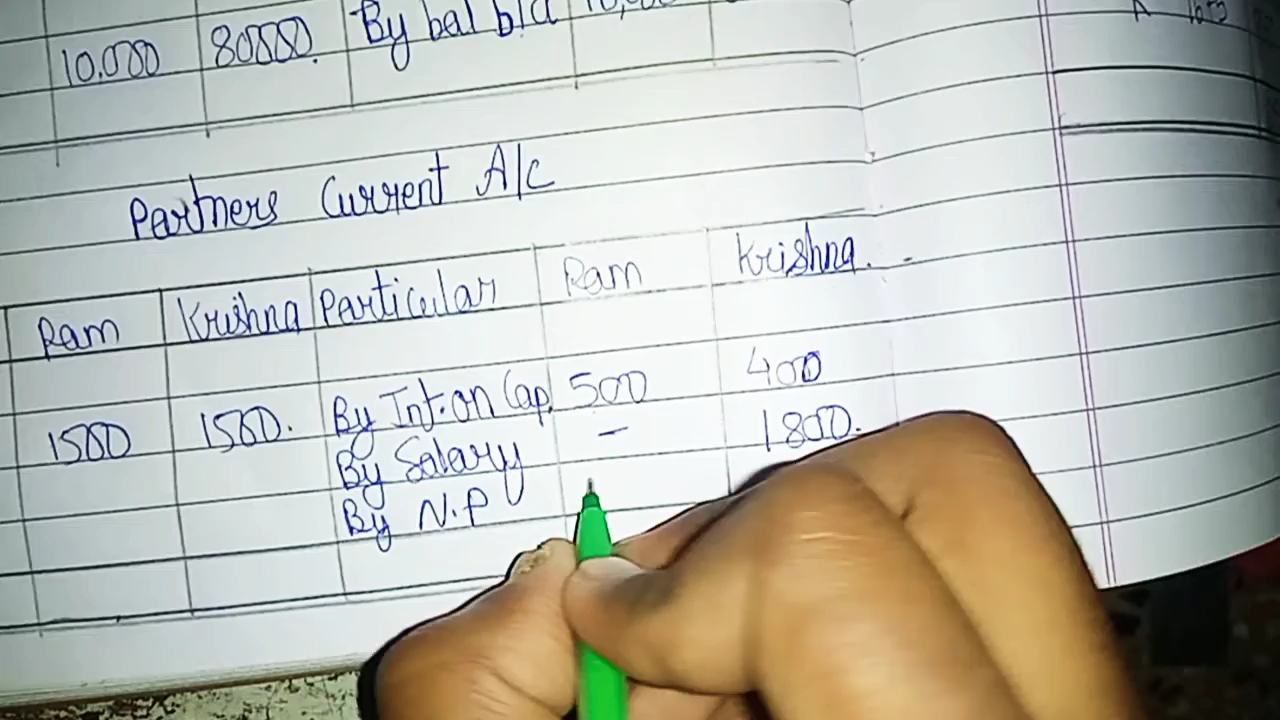 10,000 80000. By bal b/d
Partners Current A/c
Ram Krishna Particular Ram Krishna.
1500 1500. By Int. on Cap. 500 400
By Salary – 1800.
By N.P